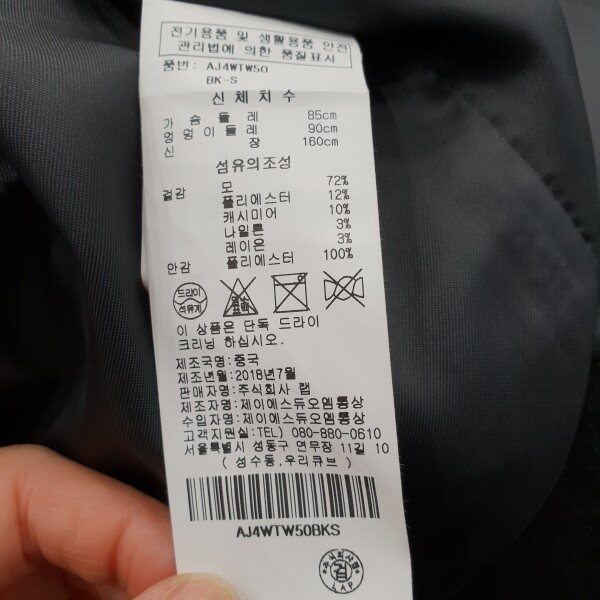 전기용품 및 생활용품 안전
관리법에 의한 품질표시
품번: AJ4WTW50
BK-S
신체치수
가슴둘레 85cm
엉덩이둘레 90cm
신장 160cm
섬유의조성
겉감 모 72%
폴리에스터 12%
캐시미어 10%
나일론 3%
레이온 3%
안감 폴리에스터 100%
드라이
석유계
이 상품은 단독 드라이
크리닝 하십시오.
제조국명:중국
제조년월:2018년7월
판매자명:주식회사 랩
제조자명:제이에스듀오엠통상
수입자명:제이에스듀오엠통상
고객지원실:TEL) 080-880-0610
서울특별시 성동구 연무장 11길 10
(성수동,우리큐브)
AJ4WTW50BKS
검
LAP